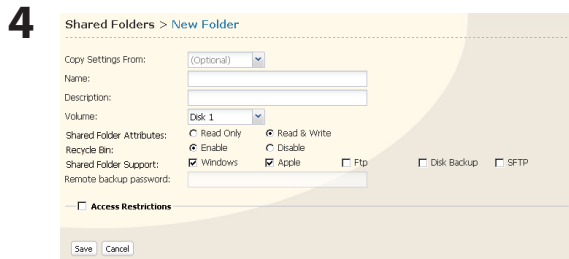 4
Shared Folders > New Folder
Copy Settings From: (Optional)
Name:
Description:
Volume: Disk 1
Shared Folder Attributes: Read Only Read & Write
Recycle Bin: Enable Disable
Shared Folder Support: Windows Apple Ftp Disk Backup SFTP
Remote backup password:
Access Restrictions
Save Cancel